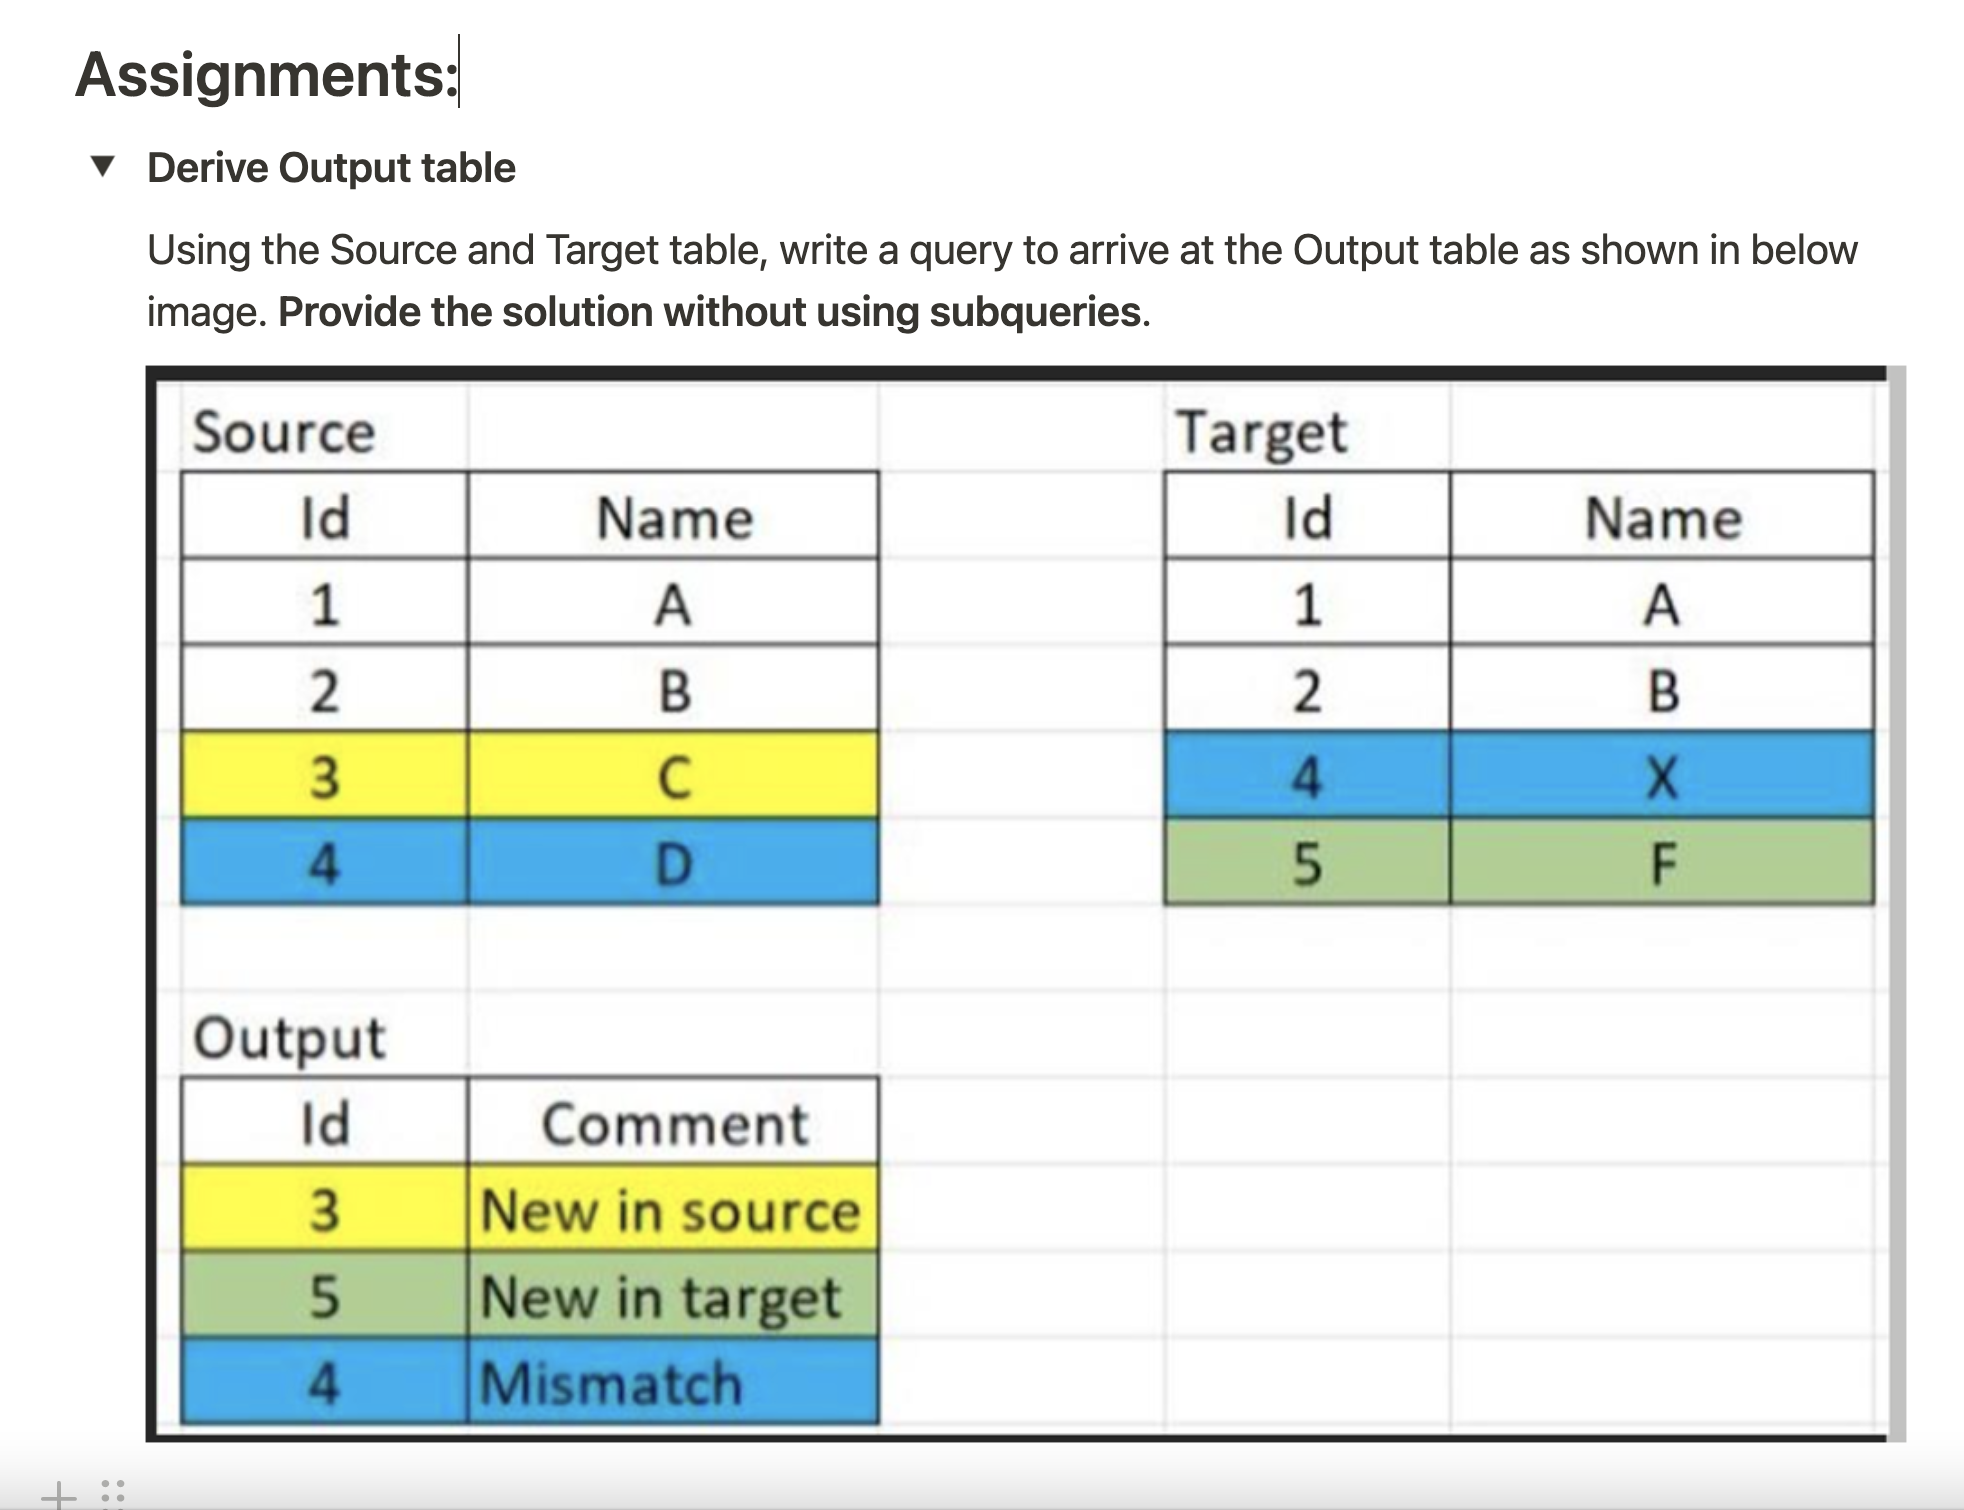 Assignments:
Derive Output table
Using the Source and Target table, write a query to arrive at the Output table as shown in below
image. Provide the solution without using subqueries.
Source Target
Id Name Id Name
1 A 1 A
2 B 2 B
3 C 4 X
4 D 5 F
Output
Id Comment
3 New in source
5 New in target
4 Mismatch